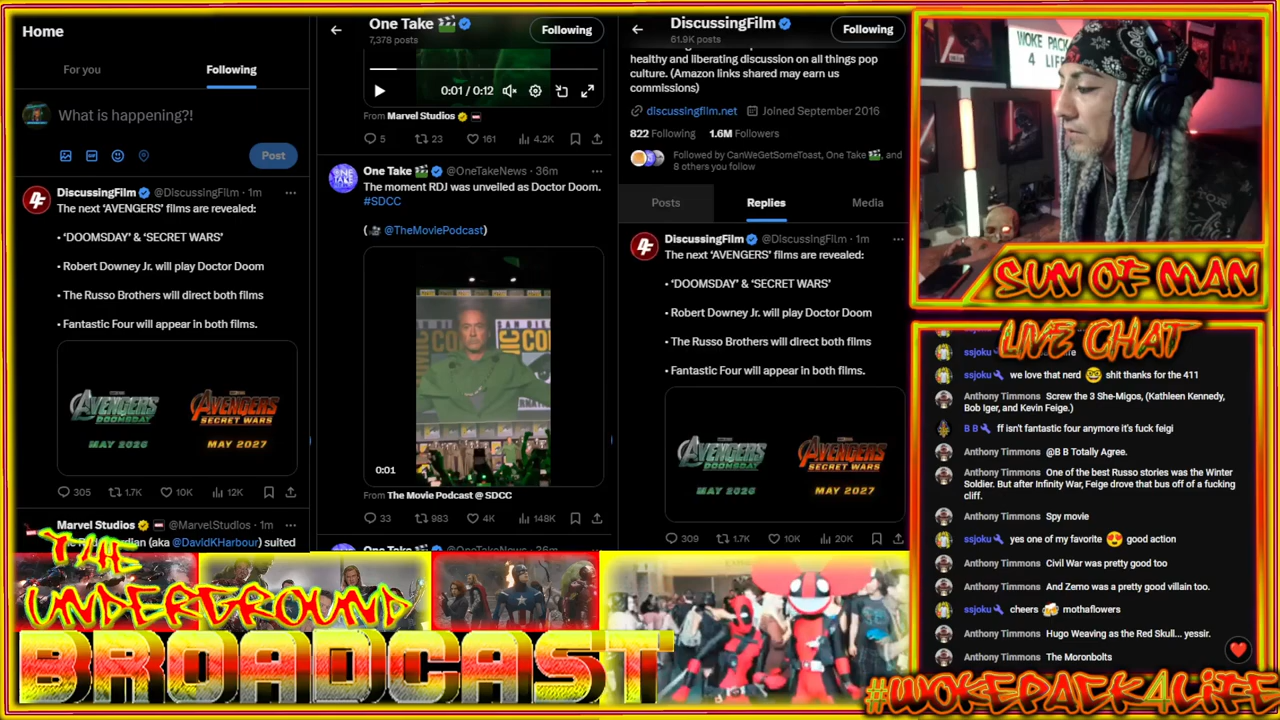 Home
For you
Following
What is happening?!
Post
DiscussingFilm @DiscussingFilm · 1m
The next 'AVENGERS' films are revealed:
• 'DOOMSDAY' & 'SECRET WARS'
• Robert Downey Jr. will play Doctor Doom
• The Russo Brothers will direct both films
• Fantastic Four will appear in both films.
AVENGERS
DOOMSDAY
MAY 2026
AVENGERS
SECRET WARS
MAY 2027
305 1.7K 10K 12K
Marvel Studios @MarvelStudios · 1m
(aka @DavidKHarbour) suited
One Take
7,378 posts
Following
0:01 / 0:12
From Marvel Studios
5 23 161 4.2K
One Take @OneTakeNews · 36m
The moment RDJ was unveiled as Doctor Doom.
#SDCC
( @TheMoviePodcast)
0:01
From The Movie Podcast @ SDCC
33 983 4K 148K
DiscussingFilm
61.9K posts
Following
healthy and liberating discussion on all things pop
culture. (Amazon links shared may earn us
commissions)
discussingfilm.net Joined September 2016
822 Following 1.6M Followers
Followed by CanWeGetSomeToast, One Take , and
8 others you follow
Posts
Replies
Media
DiscussingFilm @DiscussingFilm · 1m
The next 'AVENGERS' films are revealed:
• 'DOOMSDAY' & 'SECRET WARS'
• Robert Downey Jr. will play Doctor Doom
• The Russo Brothers will direct both films
• Fantastic Four will appear in both films.
AVENGERS
DOOMSDAY
MAY 2026
AVENGERS
SECRET WARS
MAY 2027
309 1.7K 10K 20K
WOKE PACK
4 LIFE
SUN OF MAN
LIVE CHAT
ssjoku
ssjoku we love that nerd shit thanks for the 411
Anthony Timmons Screw the 3 She-Migos, (Kathleen Kennedy,
Bob Iger, and Kevin Feige.)
B B ff isn't fantastic four anymore it's fuck feigi
Anthony Timmons @B B Totally Agree.
Anthony Timmons One of the best Russo stories was the Winter
Soldier. But after Infinity War, Feige drove that bus off of a fucking
cliff.
Anthony Timmons Spy movie
ssjoku yes one of my favorite good action
Anthony Timmons Civil War was pretty good too
Anthony Timmons And Zemo was a pretty good villain too.
ssjoku cheers mothaflowers
Anthony Timmons Hugo Weaving as the Red Skull... yessir.
Anthony Timmons The Moronbolts
THE
UNDERGROUND
BROADCAST
#WOKEPACK4LIFE